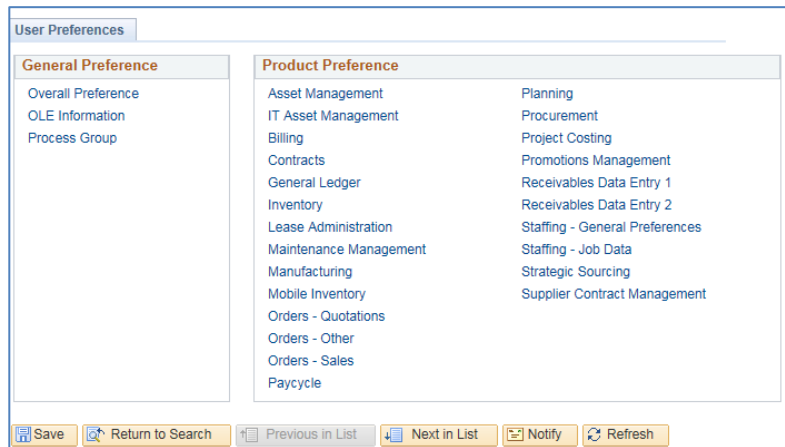 User Preferences
General Preference
Overall Preference
OLE Information
Process Group
Product Preference
Asset Management
IT Asset Management
Billing
Contracts
General Ledger
Inventory
Lease Administration
Maintenance Management
Manufacturing
Mobile Inventory
Orders - Quotations
Orders - Other
Orders - Sales
Paycycle
Planning
Procurement
Project Costing
Promotions Management
Receivables Data Entry 1
Receivables Data Entry 2
Staffing - General Preferences
Staffing - Job Data
Strategic Sourcing
Supplier Contract Management
Save Return to Search Previous in List Next in List Notify Refresh